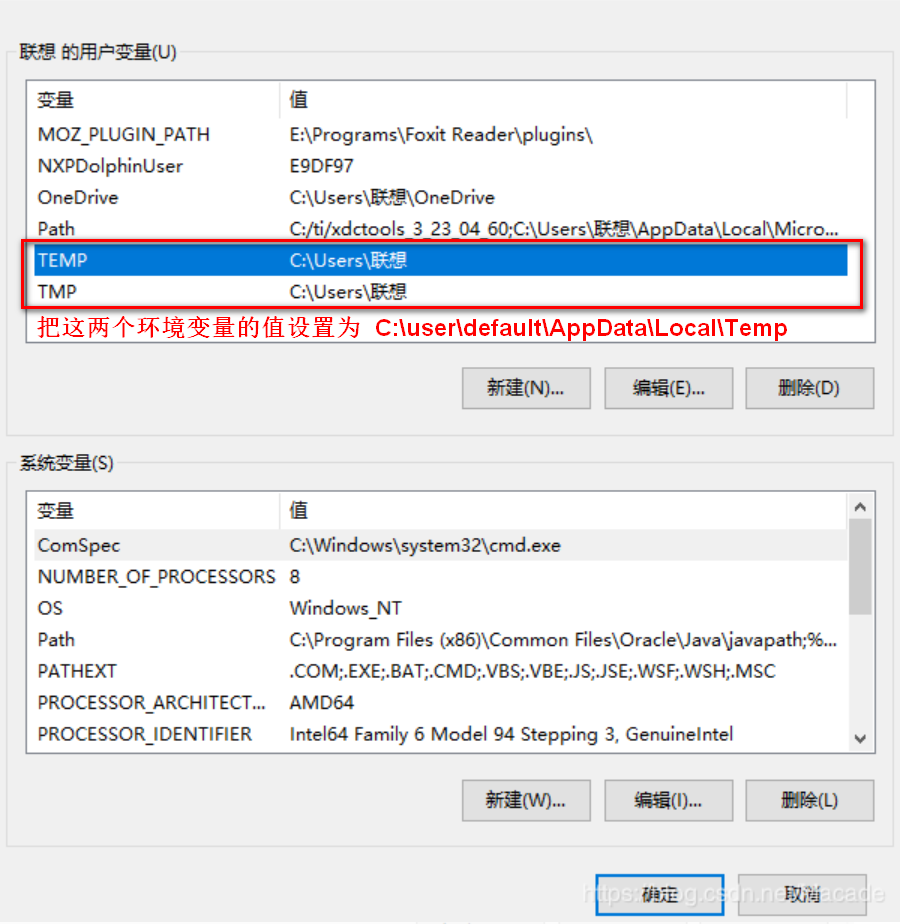 联想 的用户变量(U)
变量 值
MOZ_PLUGIN_PATH E:\Programs\Foxit Reader\plugins\
NXPDolphinUser E9DF97
OneDrive C:\Users\联想\OneDrive
Path C:/ti/xdctools_3_23_04_60;C:\Users\联想\AppData\Local\Micro...
TEMP C:\Users\联想
TMP C:\Users\联想
把这两个环境变量的值设置为 C:\user\default\AppData\Local\Temp
新建(N)... 编辑(E)... 删除(D)
系统变量(S)
变量 值
ComSpec C:\Windows\system32\cmd.exe
NUMBER_OF_PROCESSORS 8
OS Windows_NT
Path C:\Program Files (x86)\Common Files\Oracle\Java\javapath;%...
PATHEXT .COM;.EXE;.BAT;.CMD;.VBS;.VBE;.JS;.JSE;.WSF;.WSH;.MSC
PROCESSOR_ARCHITECT... AMD64
PROCESSOR_IDENTIFIER Intel64 Family 6 Model 94 Stepping 3, GenuineIntel
新建(W)... 编辑(I)... 删除(L)
确定 取消